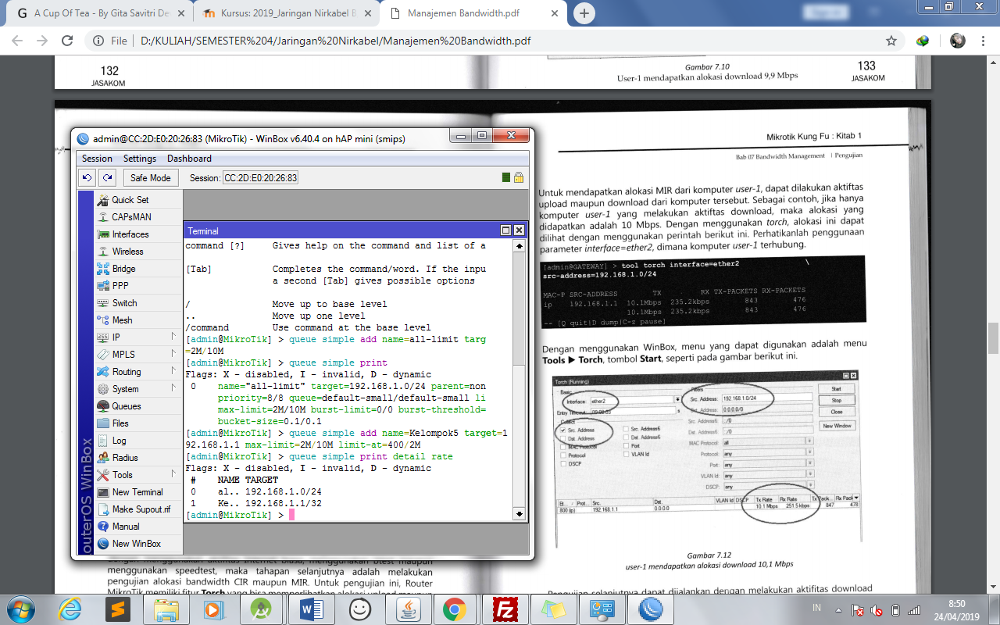 A Cup Of Tea - By Gita Savitri De
Kursus: 2019_Jaringan Nirkabel B
Manajemen Bandwidth.pdf
File | D:/KULIAH/SEMESTER%204/Jaringan%20Nirkabel/Manajemen%20Bandwidth.pdf
132
JASAKOM
Gambar 7.10
User-1 mendapatkan alokasi download 9,9 Mbps
133
JASAKOM
admin@CC:2D:E0:20:26:83 (MikroTik) - WinBox v6.40.4 on hAP mini (smips)
Session Settings Dashboard
Safe Mode Session: CC:2D:E0:20:26:83
outerOS WinBox
Quick Set
CAPsMAN
Interfaces
Wireless
Bridge
PPP
Switch
Mesh
IP
MPLS
Routing
System
Queues
Files
Log
Radius
Tools
New Terminal
Make Supout.rif
Manual
New WinBox
Terminal
command [?] Gives help on the command and list of a
[Tab] Completes the command/word. If the inpu
a second [Tab] gives possible options
/ Move up to base level
.. Move up one level
/command Use command at the base level
[admin@MikroTik] > queue simple add name=all-limit targ
=2M/10M
[admin@MikroTik] > queue simple print
Flags: X - disabled, I - invalid, D - dynamic
0 name="all-limit" target=192.168.1.0/24 parent=non
priority=8/8 queue=default-small/default-small li
max-limit=2M/10M burst-limit=0/0 burst-threshold=
bucket-size=0.1/0.1
[admin@MikroTik] > queue simple add name=Kelompok5 target=1
92.168.1.1 max-limit=2M/10M limit-at=400/2M
[admin@MikroTik] > queue simple print detail rate
Flags: X - disabled, I - invalid, D - dynamic
# NAME TARGET
0 al.. 192.168.1.0/24
1 Ke.. 192.168.1.1/32
[admin@MikroTik] >
dengan menggunakan aktifitas internet biasa, menggunakan btest maupun
menggunakan speedtest, maka tahapan selanjutnya adalah melakukan
pengujian alokasi bandwidth CIR maupun MIR. Untuk pengujian ini, Router
MikroTik memiliki fitur Torch yang bisa memperlihatkan alokasi upload maupun
Mikrotik Kung Fu : Kitab 1
Bab 07 Bandwidth Management | Pengujian
Untuk mendapatkan alokasi MIR dari komputer user-1, dapat dilakukan aktiftas
upload maupun download dari komputer tersebut. Sebagai contoh, jika hanya
komputer user-1 yang melakukan aktiftas download, maka alokasi yang
didapatkan adalah 10 Mbps. Dengan menggunakan torch, alokasi ini dapat
dilihat dengan menggunakan perintah berikut ini. Perhatikanlah penggunaan
parameter interface=ether2, dimana komputer user-1 terhubung.
[admin@GATEWAY] > tool torch interface=ether2 \
src-address=192.168.1.0/24
MAC-P SRC-ADDRESS TX RX TX-PACKETS RX-PACKETS
ip 192.168.1.1 10.1Mbps 235.2kbps 843 476
10.1Mbps 235.2kbps 843 476
-- [Q quit|D dump|C-z pause]
Dengan menggunakan WinBox, menu yang dapat digunakan adalah menu
Tools ► Torch, tombol Start, seperti pada gambar berikut ini.
Torch (Running)
Basic
Interface: ether2
Entry Timeout: 00:00:03 s
Collect
Src. Address
Dst. Address
MAC Protocol
Protocol
DSCP
Src. Address6
Dst. Address6
Port
VLAN Id
Filters
Src. Address: 192.168.1.0/24
Dst. Address: 0.0.0.0/0
Src. Address6: ::/0
Dst. Address6: ::/0
MAC Protocol: all
Protocol: any
Port: any
VLAN Id: any
DSCP: any
Start
Stop
Close
New Window
Et... Prot... Src. Dst. VLAN Id DSCP Tx Rate Rx Rate Tx Pack... Rx Pack
800 (ip) 192.168.1.1 0.0.0.0 10.1 Mbps 251.5 kbps 847 478
Gambar 7.12
user-1 mendapatkan alokasi download 10,1 Mbps
Pengujian selanjutnya dapat dijalankan dengan melakukan aktifitas download
IN
8:50
24/04/2019